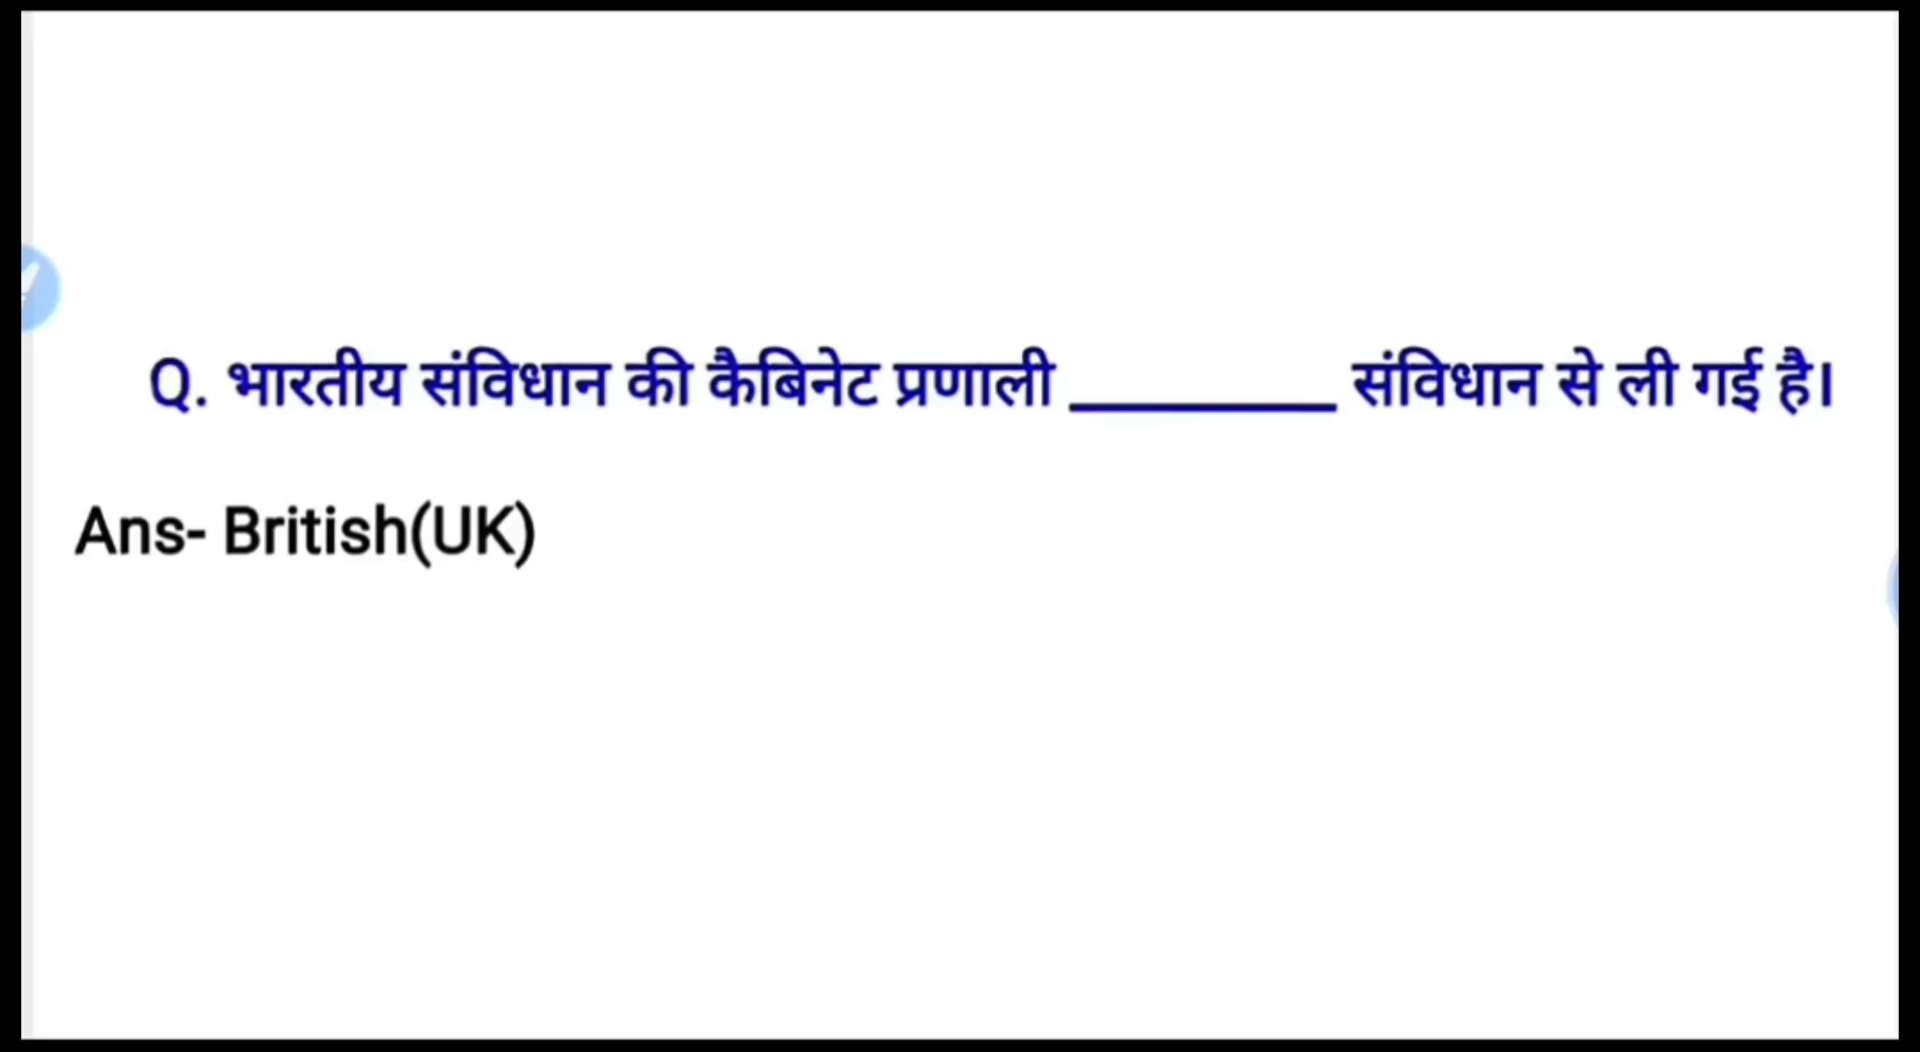 Q. भारतीय संविधान की कैबिनेट प्रणाली _________ संविधान से ली गई है।
Ans- British(UK)